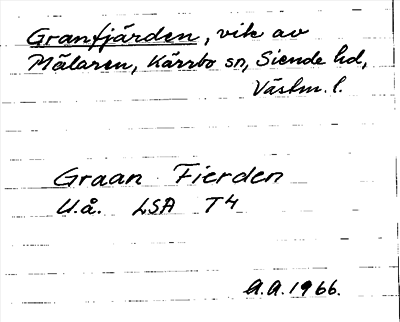 Granfjärden, vik av
Mälaren, Kärrbo sn, Siende hd,
Västm. l.
Graan Fierden
U.å. LSA T4
A.A. 1966.